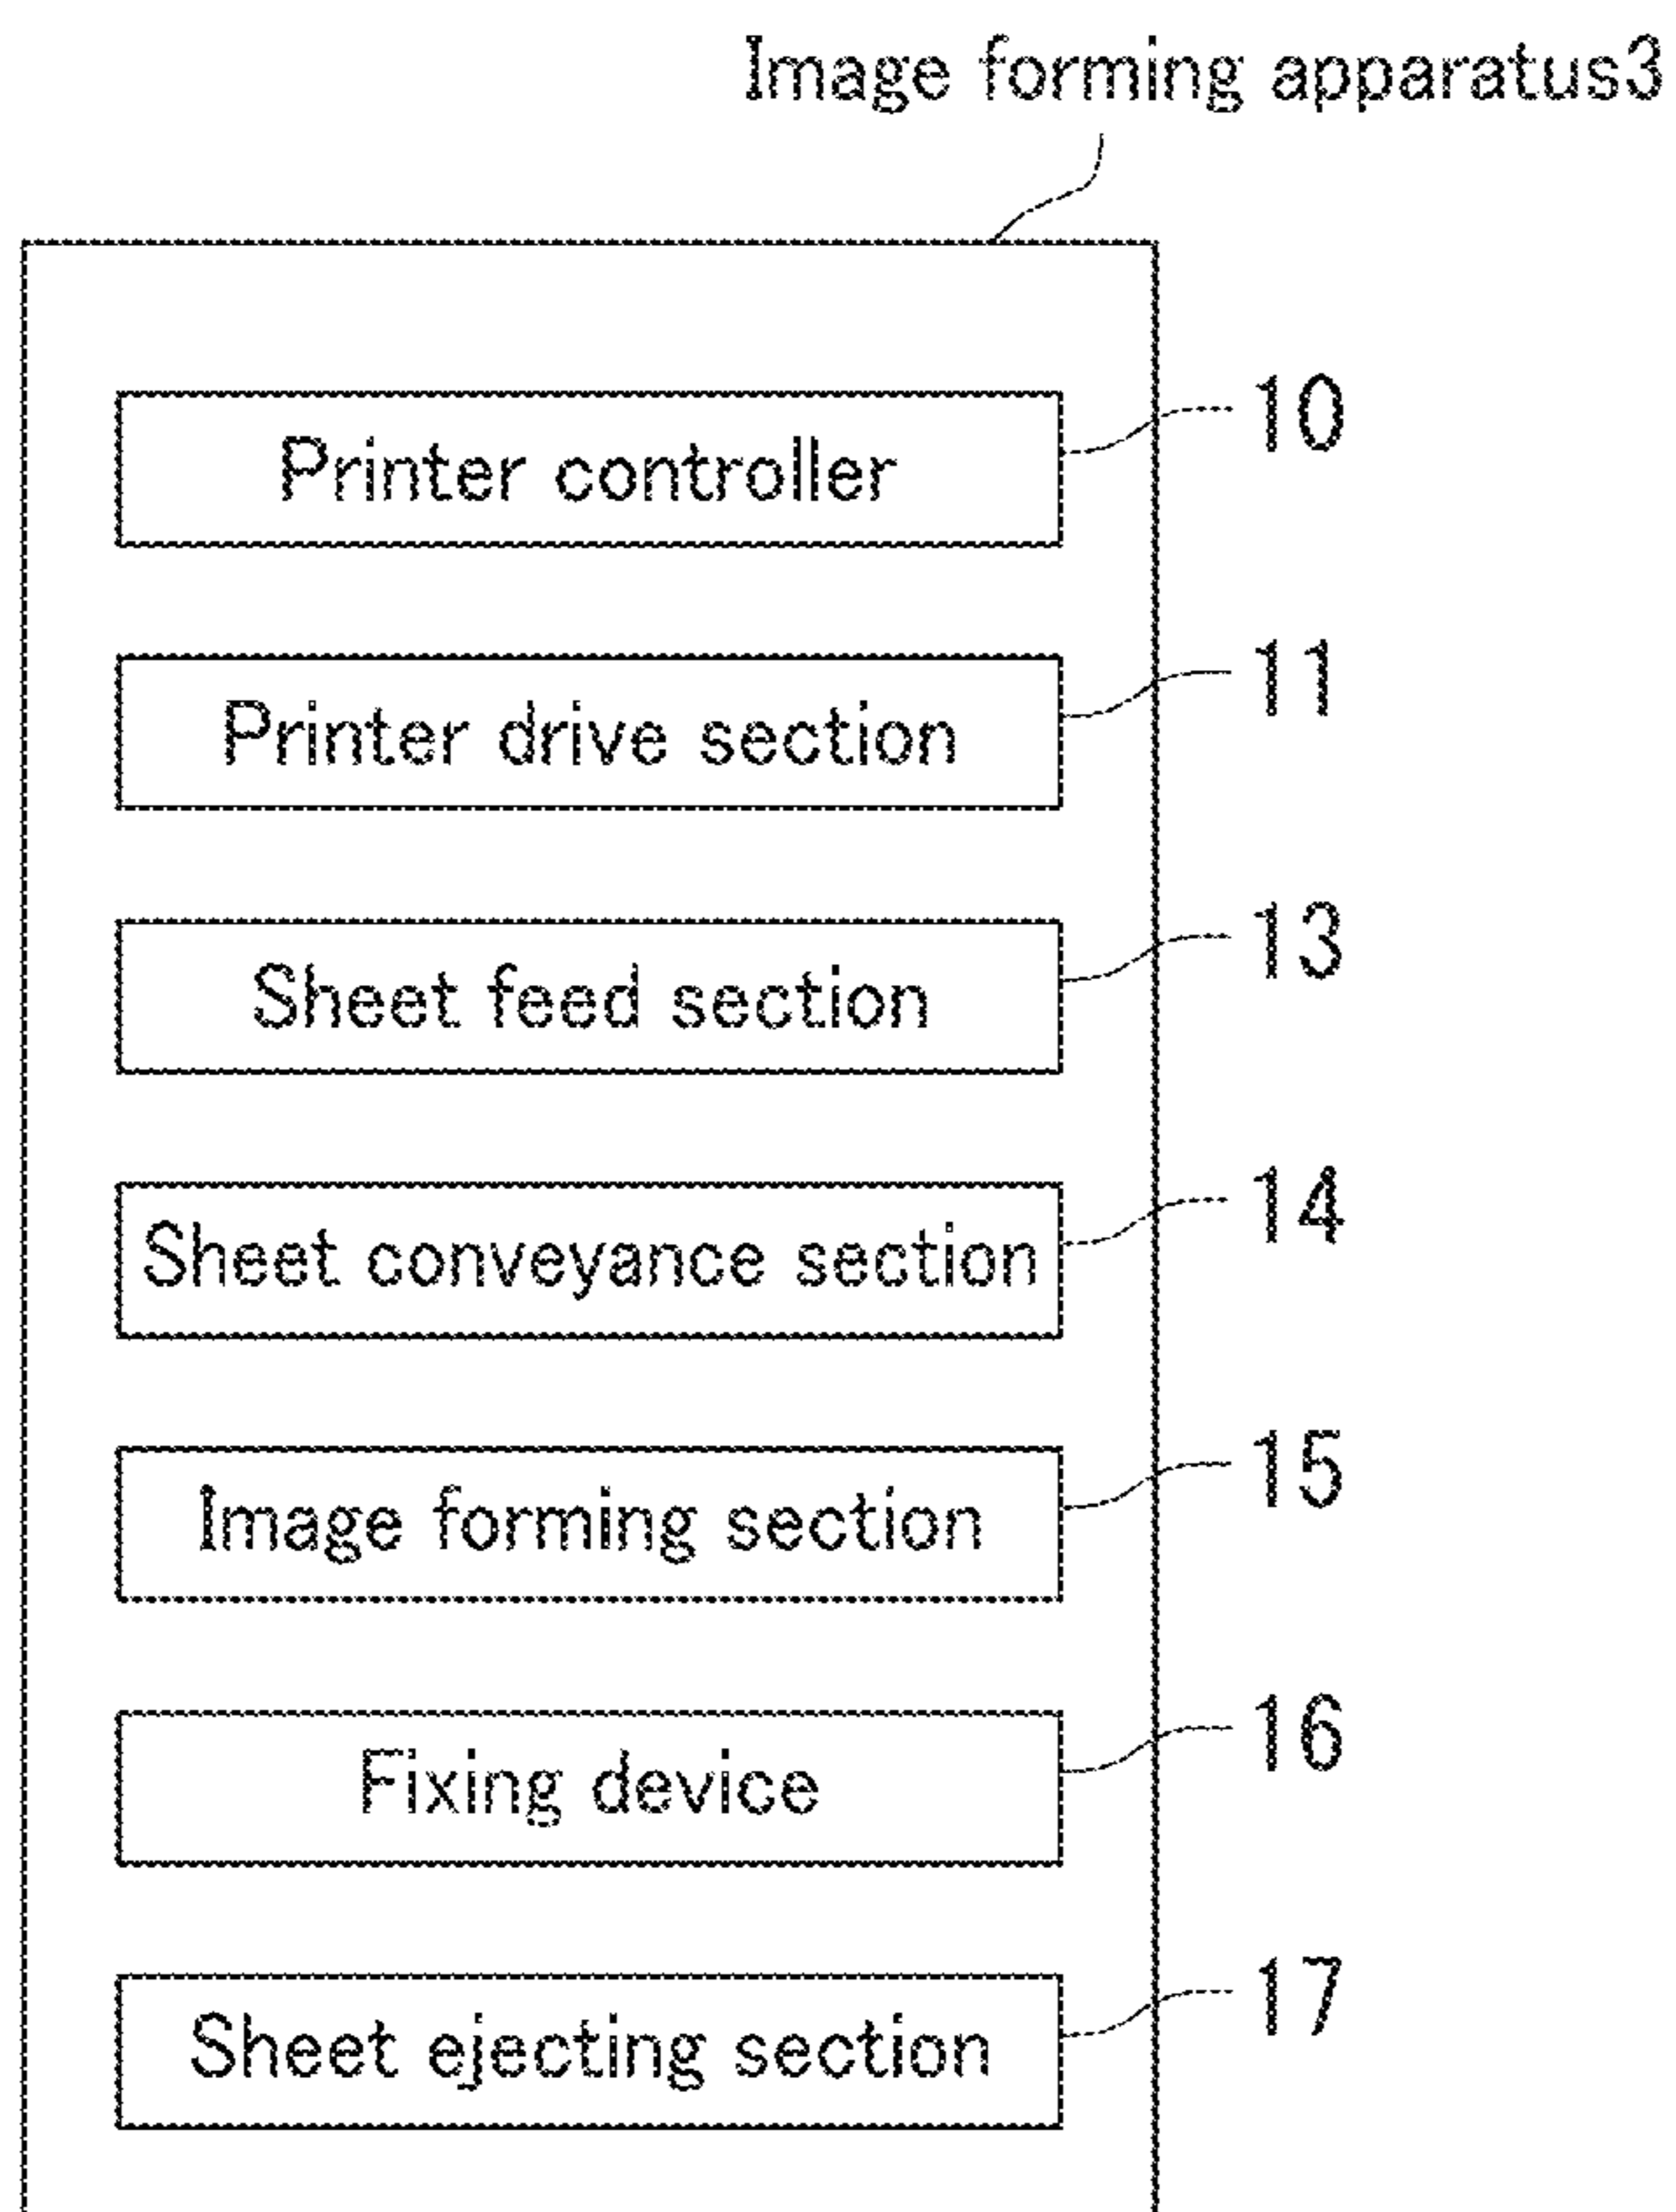 Image forming apparatus3
Printer controller 10
Printer drive section 11
Sheet feed section 13
Sheet conveyance section 14
Image forming section 15
Fixing device 16
Sheet ejecting section 17